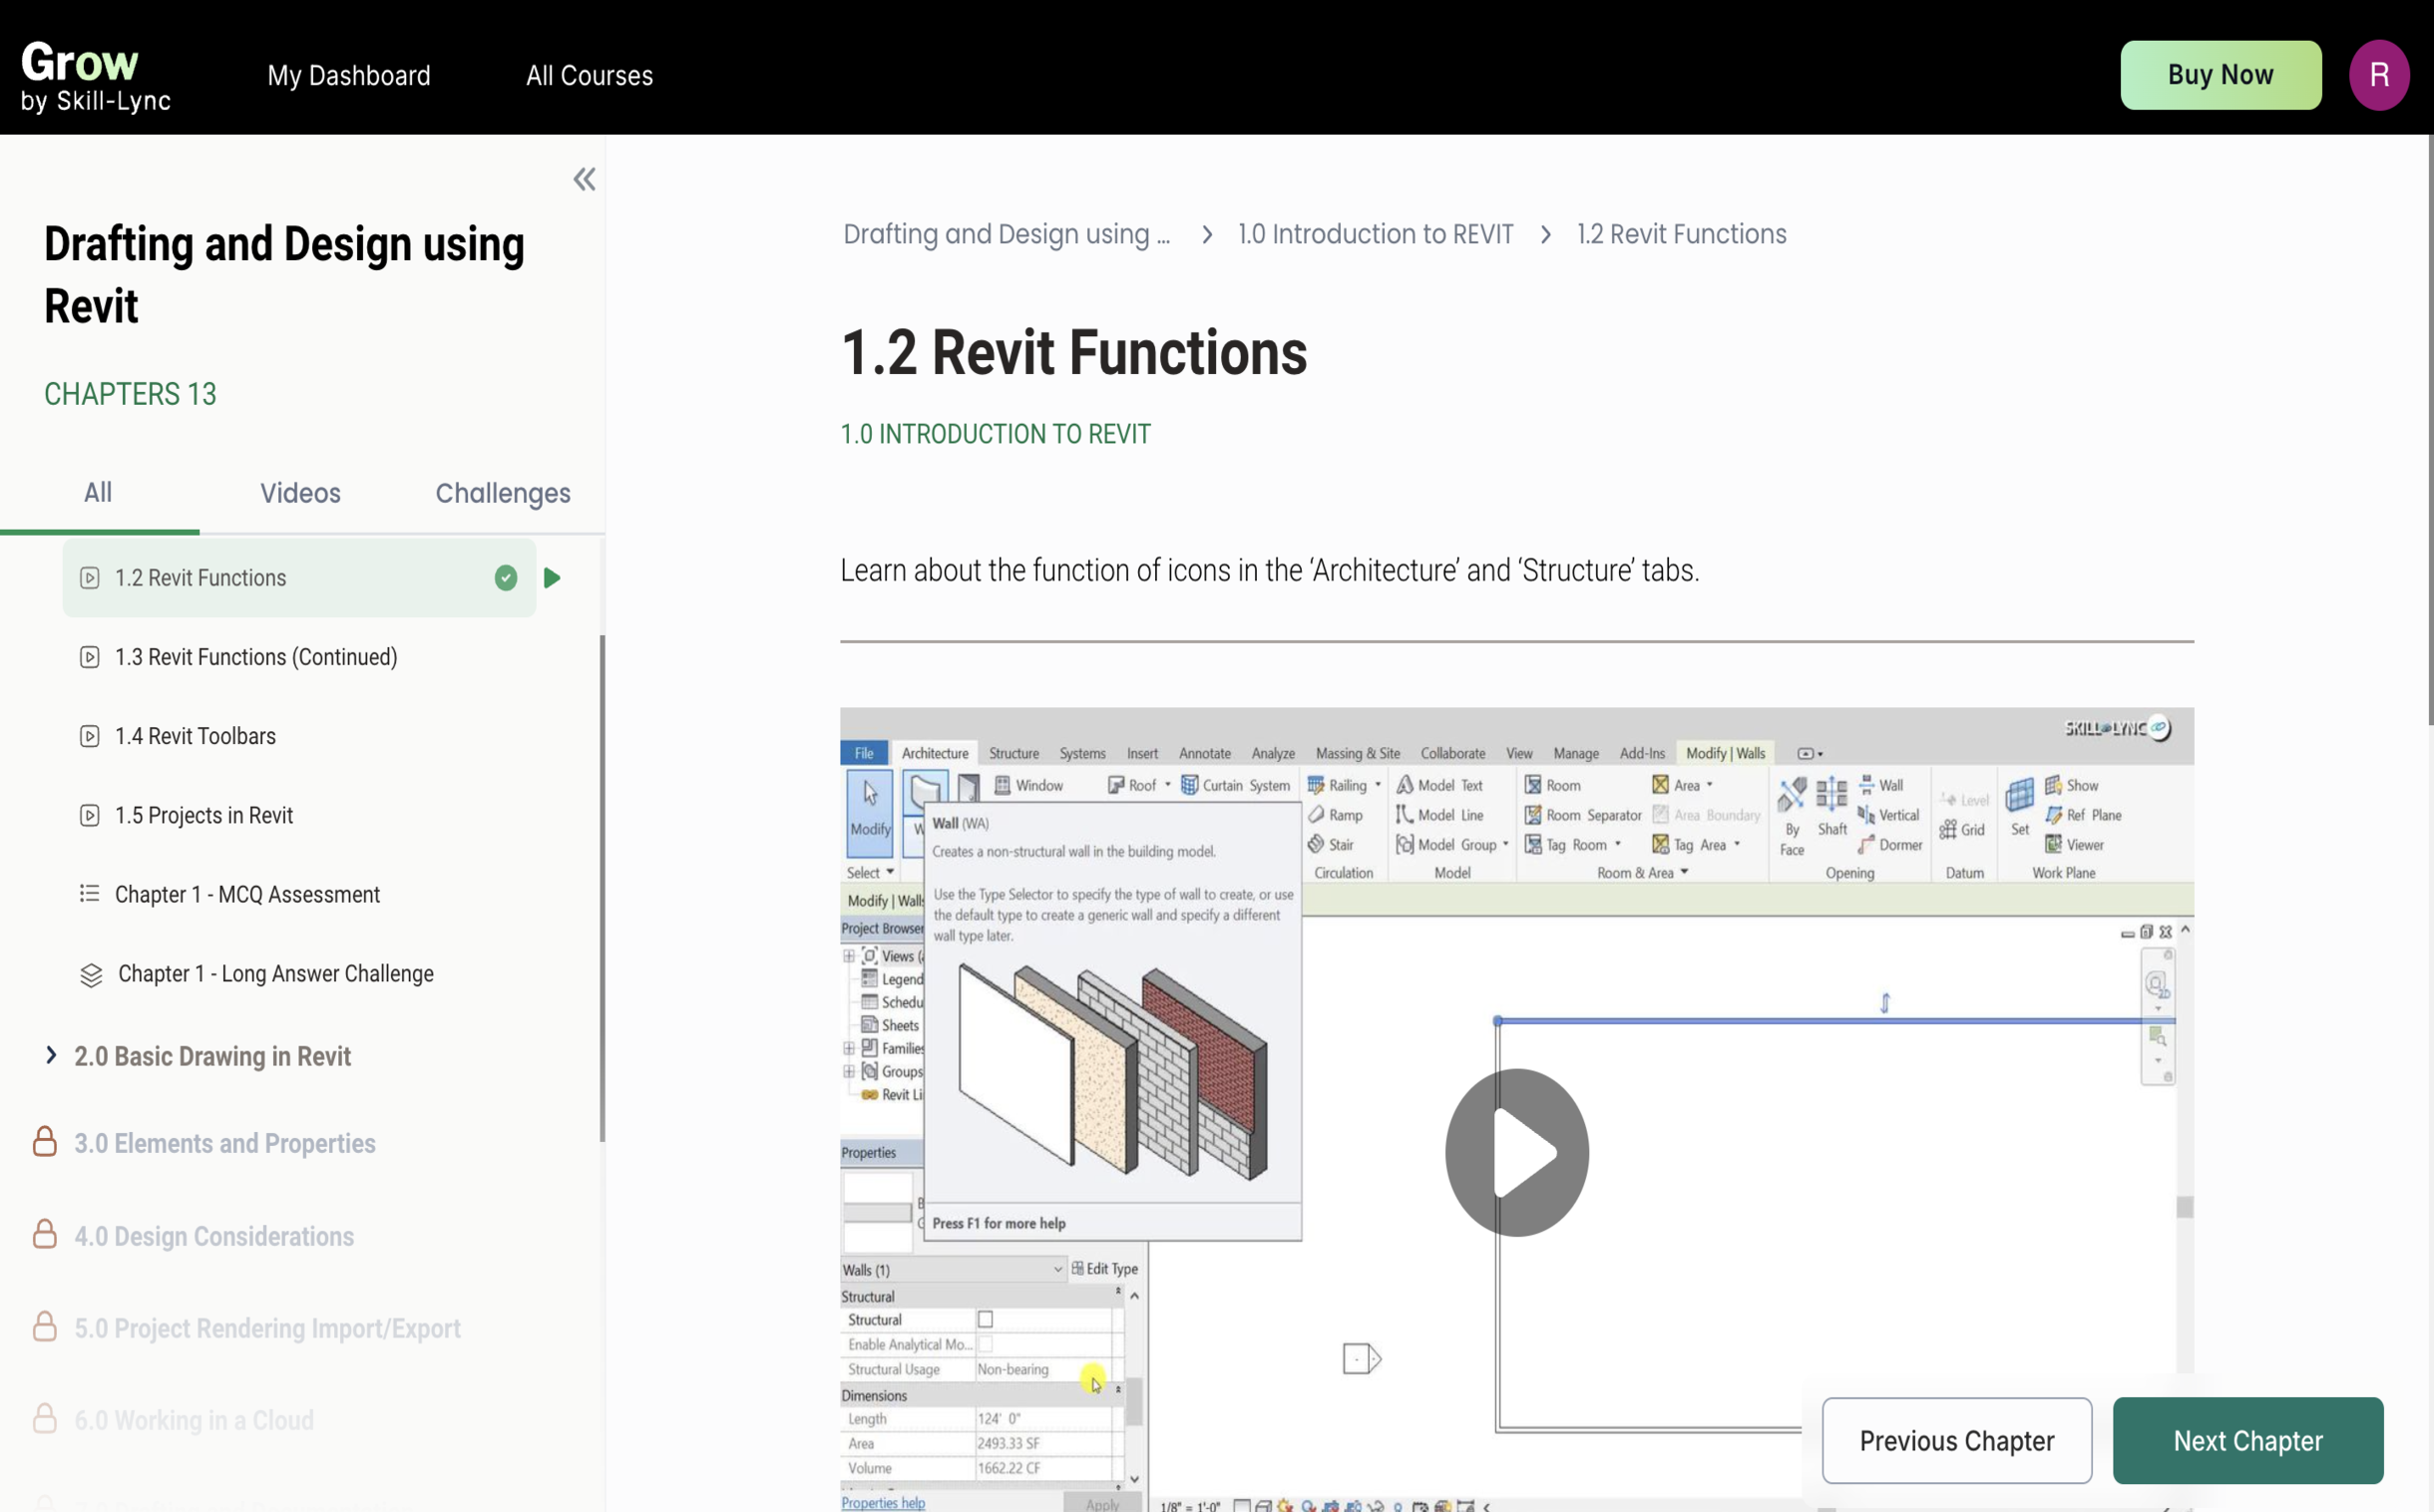 Grow
by Skill-Lync
My Dashboard
All Courses
Buy Now
R
Drafting and Design using
Revit
CHAPTERS 13
All
Videos
Challenges
1.2 Revit Functions
1.3 Revit Functions (Continued)
1.4 Revit Toolbars
1.5 Projects in Revit
Chapter 1 - MCQ Assessment
Chapter 1 - Long Answer Challenge
2.0 Basic Drawing in Revit
3.0 Elements and Properties
4.0 Design Considerations
5.0 Project Rendering Import/Export
6.0 Working in a Cloud
Drafting and Design using ... > 1.0 Introduction to REVIT > 1.2 Revit Functions
1.2 Revit Functions
1.0 INTRODUCTION TO REVIT
Learn about the function of icons in the ‘Architecture’ and ‘Structure’ tabs.
SKILL-LYNC
File Architecture Structure Systems Insert Annotate Analyze Massing & Site Collaborate View Manage Add-Ins Modify | Walls
Modify
Select
Window
Roof
Curtain System
Railing
Ramp
Stair
Circulation
Model Text
Model Line
Model Group
Model
Room
Room Separator
Tag Room
Area
Area Boundary
Tag Area
Room & Area
By
Face
Shaft
Wall
Vertical
Dormer
Opening
Level
Grid
Datum
Set
Show
Ref Plane
Viewer
Work Plane
Wall (WA)
Creates a non-structural wall in the building model.
Use the Type Selector to specify the type of wall to create, or use
the default type to create a generic wall and specify a different
wall type later.
Press F1 for more help
Modify | Wall
Project Browser
Views (
Legend
Schedu
Sheets
Families
Groups
Revit Li
Properties
Walls (1)
Edit Type
Structural
Structural
Enable Analytical Mo...
Structural Usage Non-bearing
Dimensions
Length 124' 0"
Area 2493.33 SF
Volume 1662.22 CF
Properties help
Apply
1/8" = 1'-0"
2D
Previous Chapter
Next Chapter